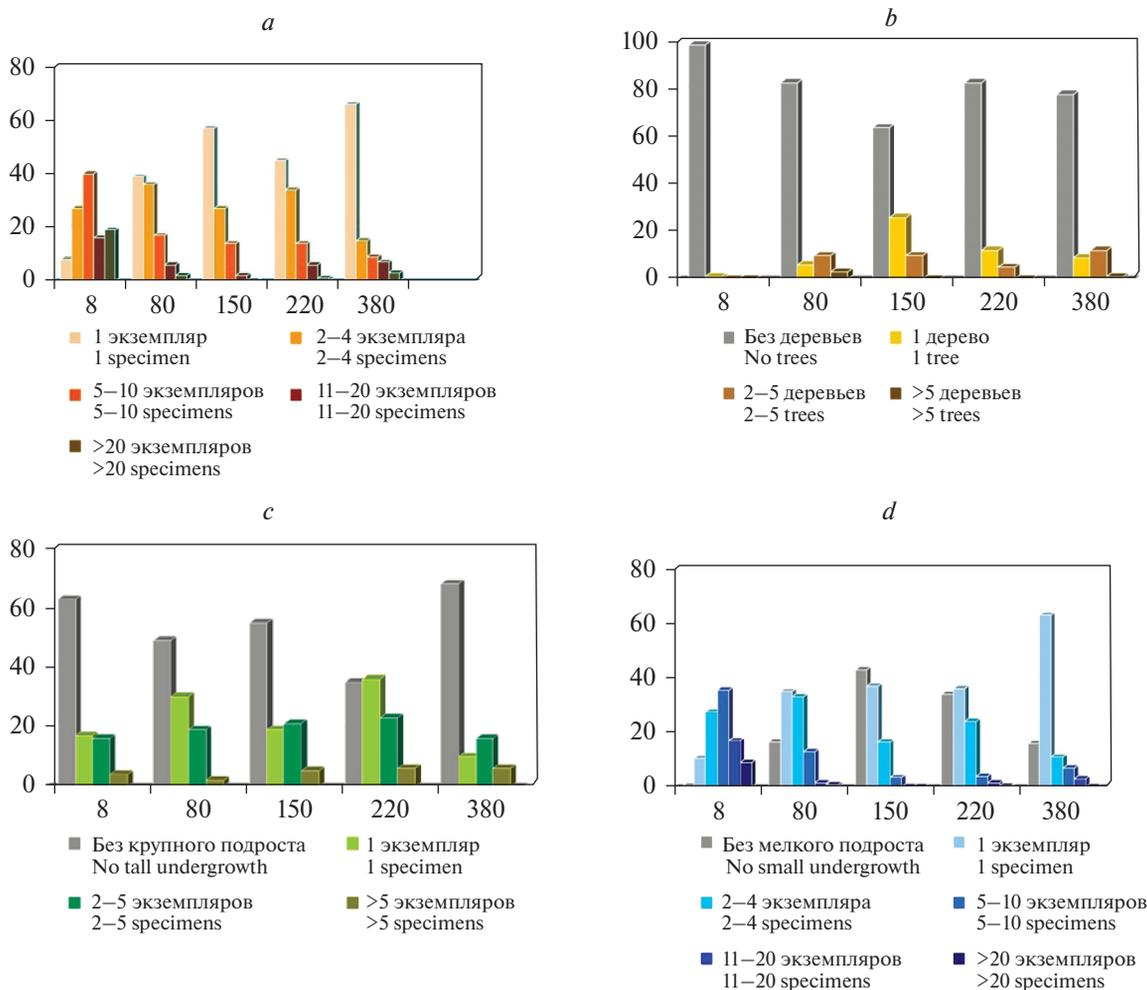 a
80
60
40
20
0
8 80 150 220 380
1 экземпляр
1 specimen
2–4 экземпляра
2–4 specimens
5–10 экземпляров
5–10 specimens
11–20 экземпляров
11–20 specimens
>20 экземпляров
>20 specimens
b
100
80
60
40
20
0
8 80 150 220 380
Без деревьев
No trees
1 дерево
1 tree
2–5 деревьев
2–5 trees
>5 деревьев
>5 trees
c
80
60
40
20
0
8 80 150 220 380
Без крупного подроста
No tall undergrowth
1 экземпляр
1 specimen
2–5 экземпляров
2–5 specimens
>5 экземпляров
>5 specimens
d
80
60
40
20
0
8 80 150 220 380
Без мелкого подроста
No small undergrowth
1 экземпляр
1 specimen
2–4 экземпляра
2–4 specimens
5–10 экземпляров
5–10 specimens
11–20 экземпляров
11–20 specimens
>20 экземпляров
>20 specimens